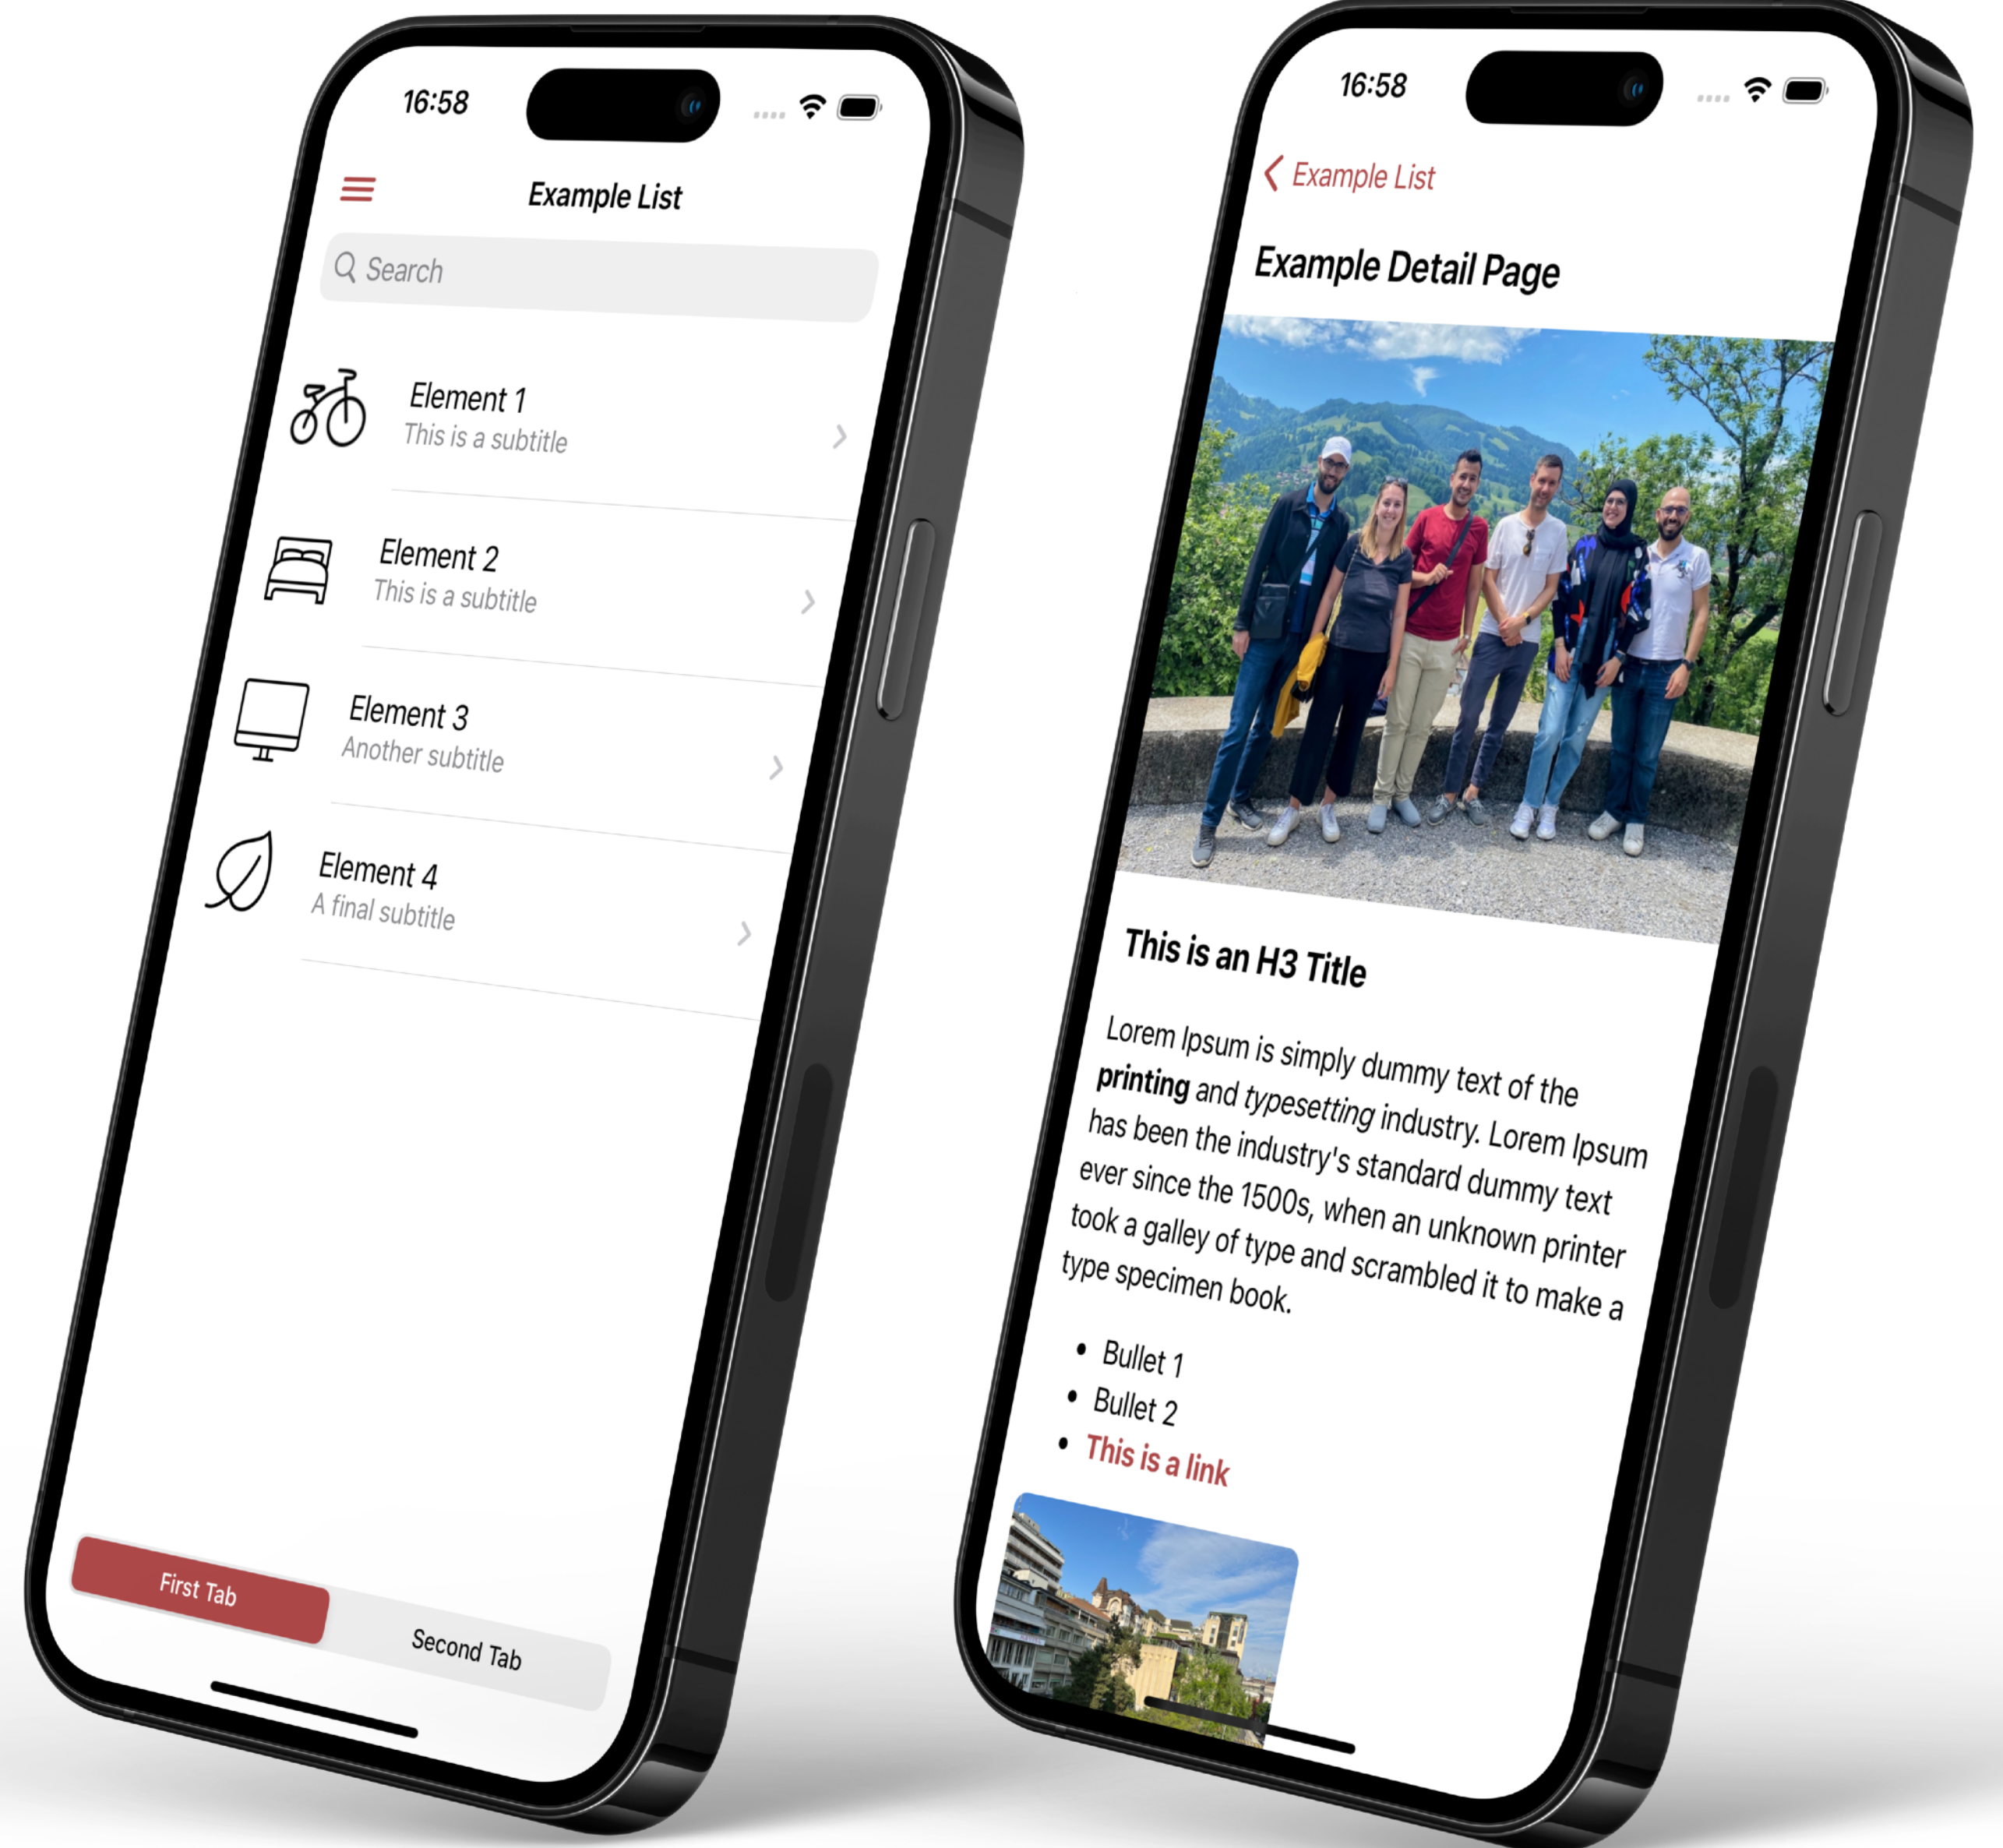 16:58
Example List
Search
Element 1
This is a subtitle
Element 2
This is a subtitle
Element 3
Another subtitle
Element 4
A final subtitle
First Tab
Second Tab
16:58
Example List
Example Detail Page
This is an H3 Title
Lorem Ipsum is simply dummy text of the
printing and typesetting industry. Lorem Ipsum
has been the industry's standard dummy text
ever since the 1500s, when an unknown printer
took a galley of type and scrambled it to make a
type specimen book.
• Bullet 1
• Bullet 2
• This is a link